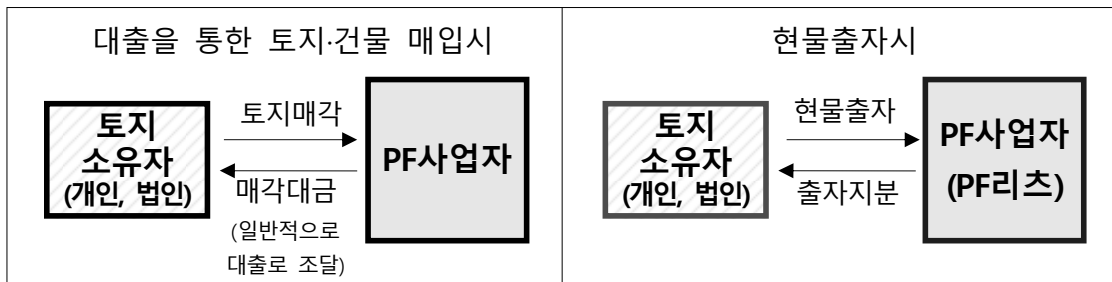 대출을 통한 토지·건물 매입시
토지
소유자
(개인, 법인)
토지매각
매각대금
(일반적으로
대출로 조달)
PF사업자
현물출자시
토지
소유자
(개인, 법인)
현물출자
출자지분
PF사업자
(PF리츠)